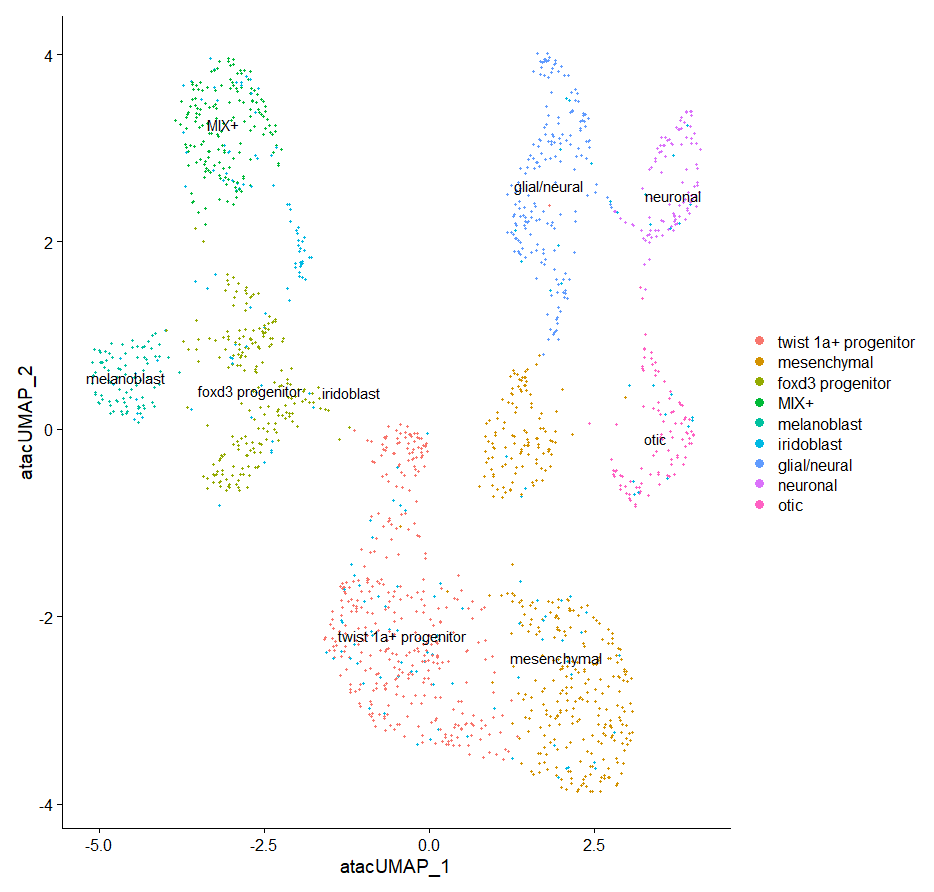 4
2
0
-2
-4
atacUMAP_2
MIX+
glial/neural
neuronal
melanoblast
foxd3 progenitor
iridoblast
otic
twist 1a+ progenitor
mesenchymal
twist 1a+ progenitor
mesenchymal
foxd3 progenitor
MIX+
melanoblast
iridoblast
glial/neural
neuronal
otic
-5.0
-2.5
0.0
2.5
atacUMAP_1